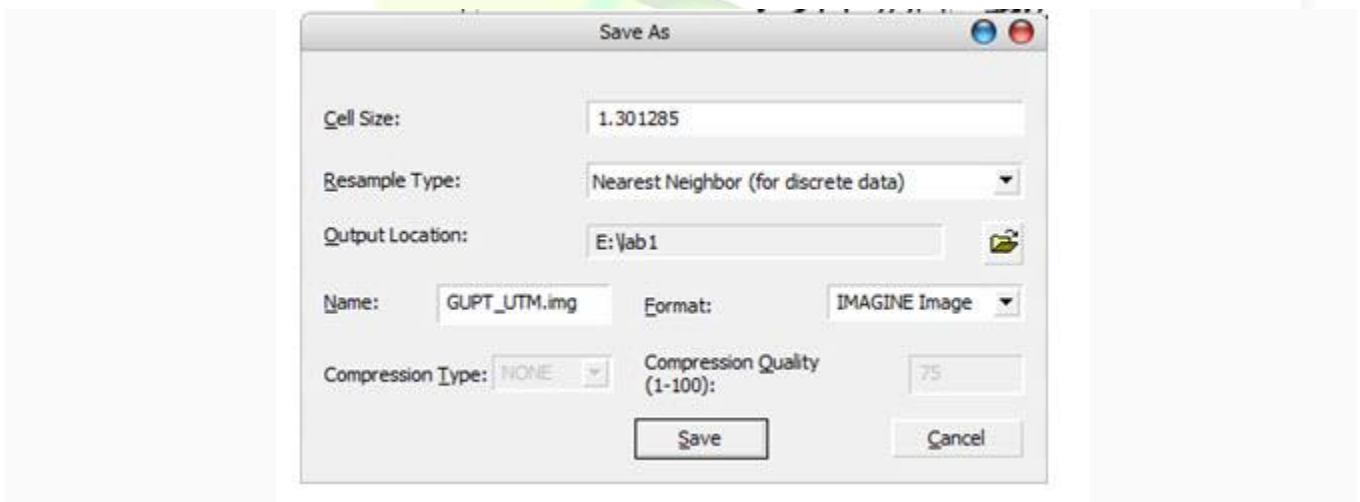 Save As
Cell Size: 1.301285
Resample Type: Nearest Neighbor (for discrete data)
Output Location: E:\lab1
Name: GUPT_UTM.img Format: IMAGINE Image
Compression Type: NONE Compression Quality (1-100): 75
Save Cancel